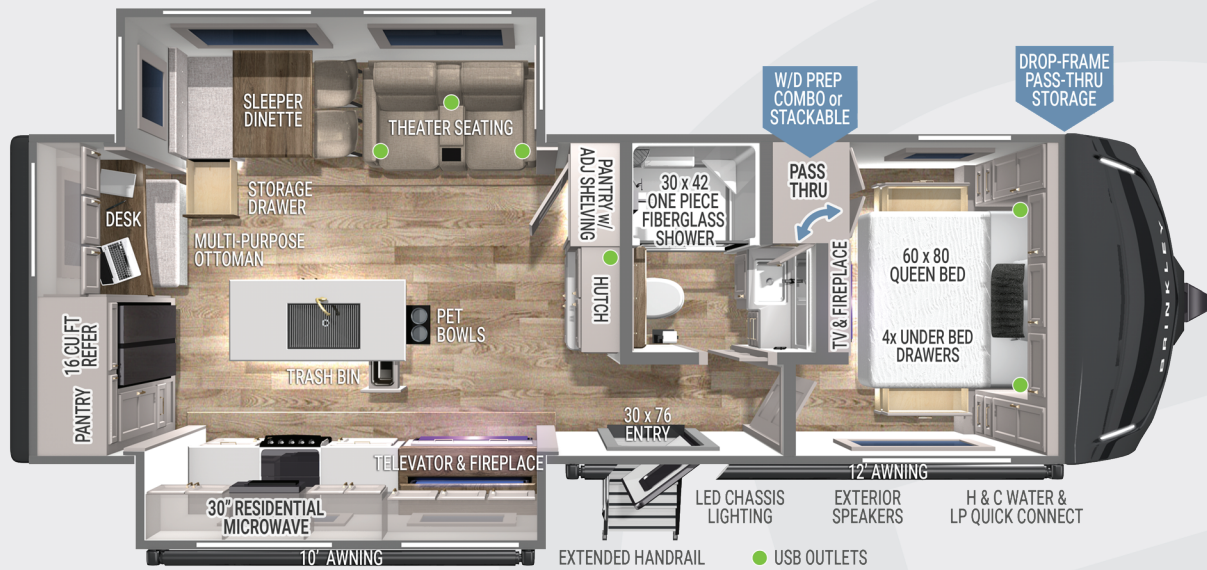 DROP-FRAME
PASS-THRU
STORAGE
W/D PREP
COMBO or
STACKABLE
SLEEPER
DINETTE
THEATER SEATING
PANTRY w/
ADJ SHELVING
30 x 42
ONE PIECE
FIBERGLASS
SHOWER
PASS
THRU
DESK
STORAGE
DRAWER
MULTI-PURPOSE
OTTOMAN
HUTCH
TV & FIREPLACE
60 x 80
QUEEN BED
4x UNDER BED
DRAWERS
BRINKLEY
16 CU FT
REFER
PANTRY
PET
BOWLS
TRASH BIN
30 x 76
ENTRY
TELEVATOR & FIREPLACE
30" RESIDENTIAL
MICROWAVE
12' AWNING
LED CHASSIS
LIGHTING
EXTERIOR
SPEAKERS
H & C WATER &
LP QUICK CONNECT
10' AWNING
EXTENDED HANDRAIL
USB OUTLETS